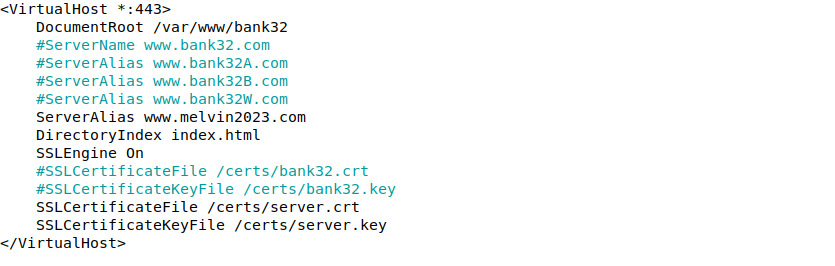 <VirtualHost *:443>
    DocumentRoot /var/www/bank32
    #ServerName www.bank32.com
    #ServerAlias www.bank32A.com
    #ServerAlias www.bank32B.com
    #ServerAlias www.bank32W.com
    ServerAlias www.melvin2023.com
    DirectoryIndex index.html
    SSLEngine On
    #SSLCertificateFile /certs/bank32.crt
    #SSLCertificateKeyFile /certs/bank32.key
    SSLCertificateFile /certs/server.crt
    SSLCertificateKeyFile /certs/server.key
</VirtualHost>